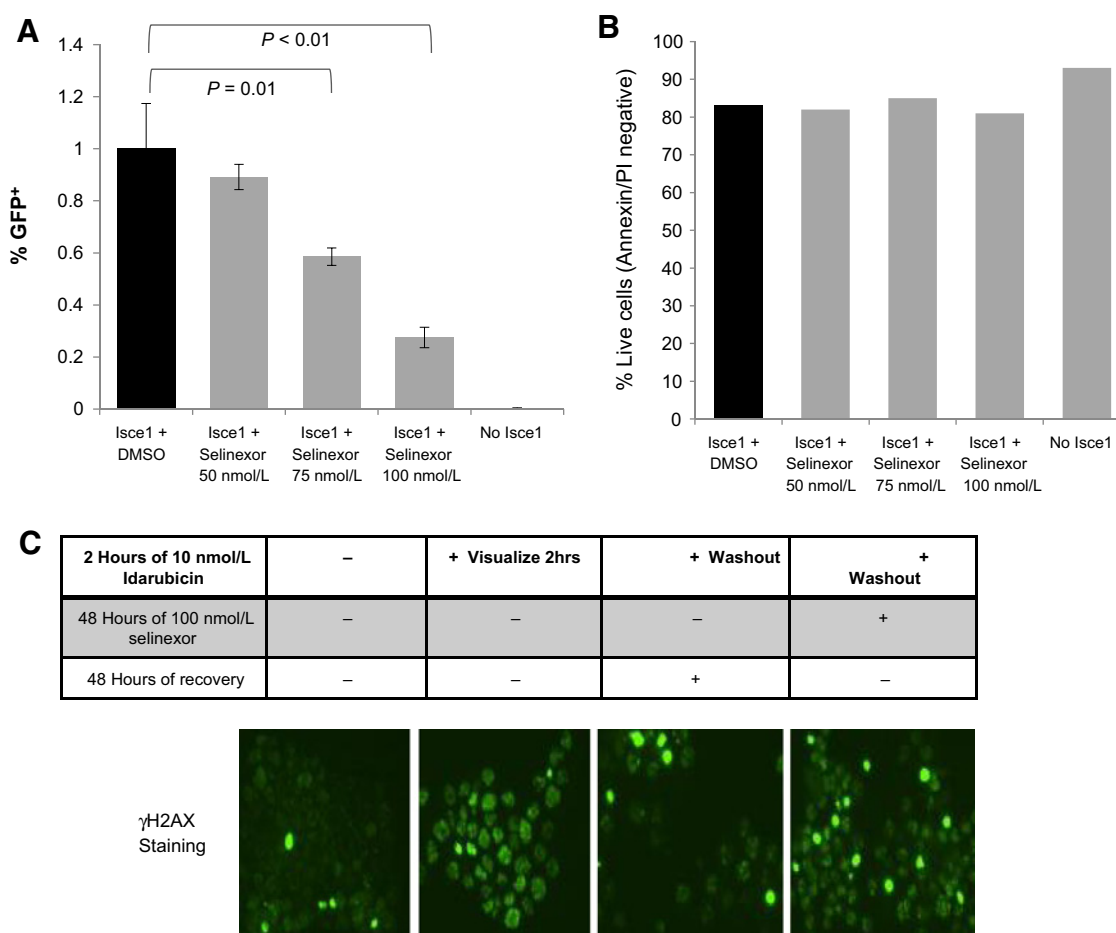 A
% GFP+
1.4
1.2
1
0.8
0.6
0.4
0.2
0
P < 0.01
P = 0.01
Isce1 +
DMSO
Isce1 +
Selinexor
50 nmol/L
Isce1 +
Selinexor
75 nmol/L
Isce1 +
Selinexor
100 nmol/L
No Isce1
B
% Live cells (Annexin/PI negative)
100
90
80
70
60
50
40
30
20
10
0
Isce1 +
DMSO
Isce1 +
Selinexor
50 nmol/L
Isce1 +
Selinexor
75 nmol/L
Isce1 +
Selinexor
100 nmol/L
No Isce1
C
2 Hours of 10 nmol/L
Idarubicin
–
+ Visualize 2hrs
+ Washout
+
Washout
48 Hours of 100 nmol/L
selinexor
–
–
–
+
48 Hours of recovery
–
–
+
–
γH2AX
Staining